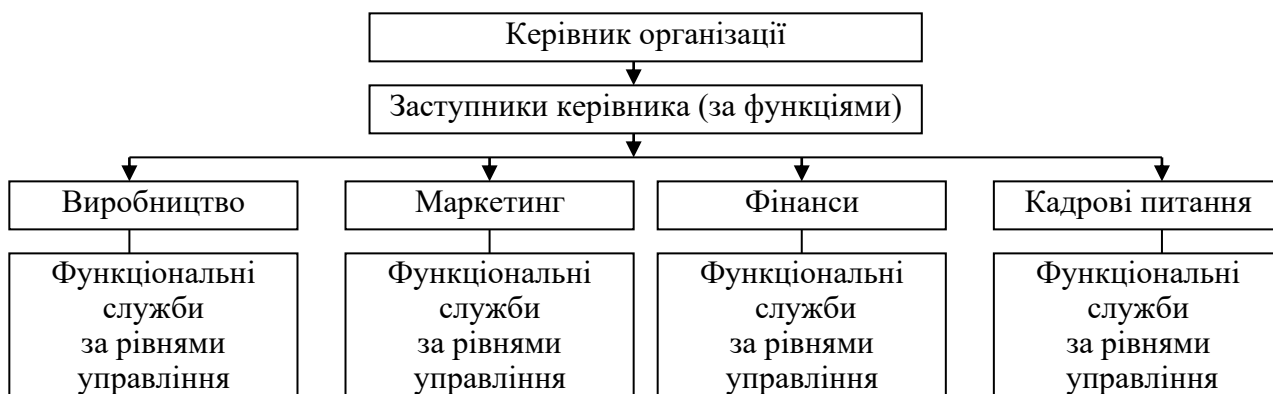 Керівник організації
Заступники керівника (за функціями)
Виробництво
Маркетинг
Фінанси
Кадрові питання
Функціональні
служби
за рівнями
управління
Функціональні
служби
за рівнями
управління
Функціональні
служби
за рівнями
управління
Функціональні
служби
за рівнями
управління